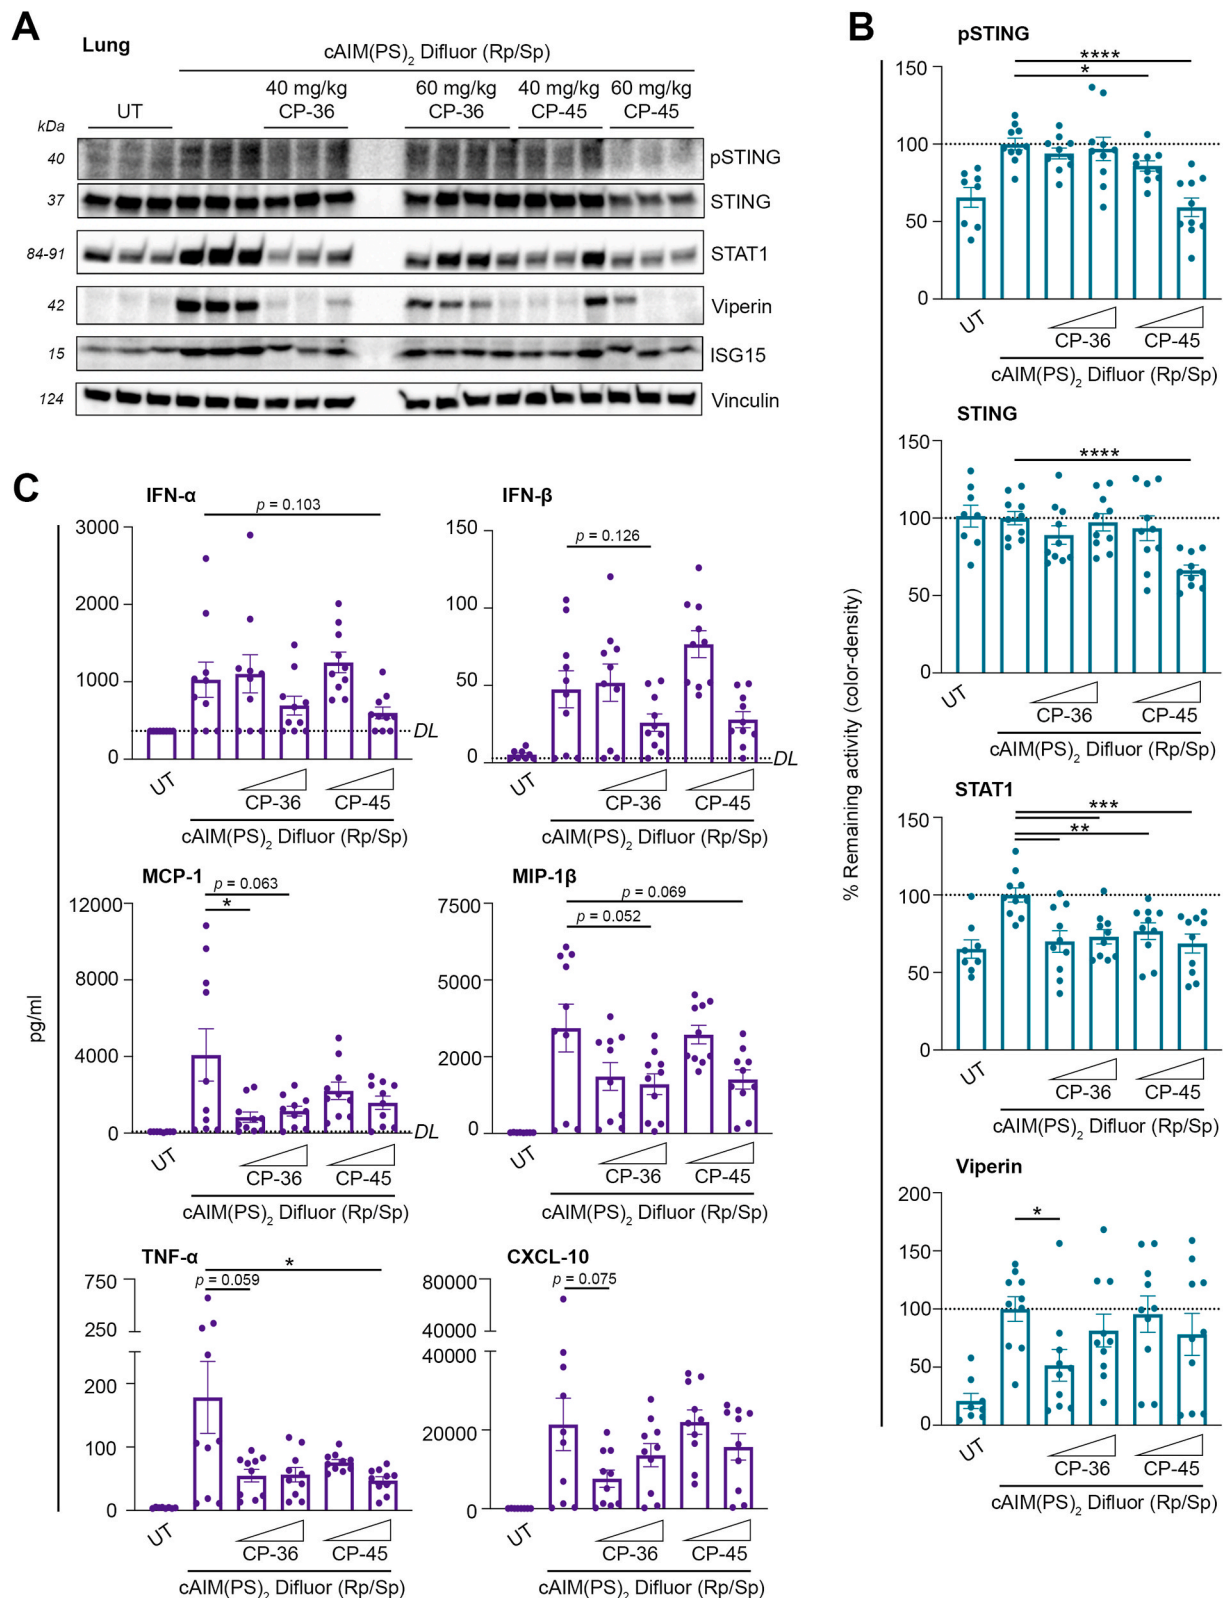 A
Lung
cAIM(PS)2 Difluor (Rp/Sp)
40 mg/kg 60 mg/kg 40 mg/kg 60 mg/kg
UT CP-36 CP-36 CP-45 CP-45
kDa
40 pSTING
37 STING
84-91 STAT1
42 Viperin
15 ISG15
124 Vinculin
B
% Remaining activity (color-density)
pSTING
****
*
150
100
50
0
UT
CP-36 CP-45
cAIM(PS)2 Difluor (Rp/Sp)
STING
****
150
100
50
0
UT
CP-36 CP-45
cAIM(PS)2 Difluor (Rp/Sp)
STAT1
***
**
150
100
50
0
UT
CP-36 CP-45
cAIM(PS)2 Difluor (Rp/Sp)
Viperin
*
200
150
100
50
0
UT
CP-36 CP-45
cAIM(PS)2 Difluor (Rp/Sp)
C
pg/ml
IFN-α
p = 0.103
3000
2000
1000
0
DL
UT
CP-36 CP-45
cAIM(PS)2 Difluor (Rp/Sp)
IFN-β
p = 0.126
150
100
50
0
DL
UT
CP-36 CP-45
cAIM(PS)2 Difluor (Rp/Sp)
MCP-1
p = 0.063
*
12000
8000
4000
0
DL
UT
CP-36 CP-45
cAIM(PS)2 Difluor (Rp/Sp)
MIP-1β
p = 0.069
p = 0.052
7500
5000
2000
0
UT
CP-36 CP-45
cAIM(PS)2 Difluor (Rp/Sp)
TNF-α
*
p = 0.059
750
250
200
100
0
UT
CP-36 CP-45
cAIM(PS)2 Difluor (Rp/Sp)
CXCL-10
p = 0.075
80000
40000
40000
20000
0
UT
CP-36 CP-45
cAIM(PS)2 Difluor (Rp/Sp)